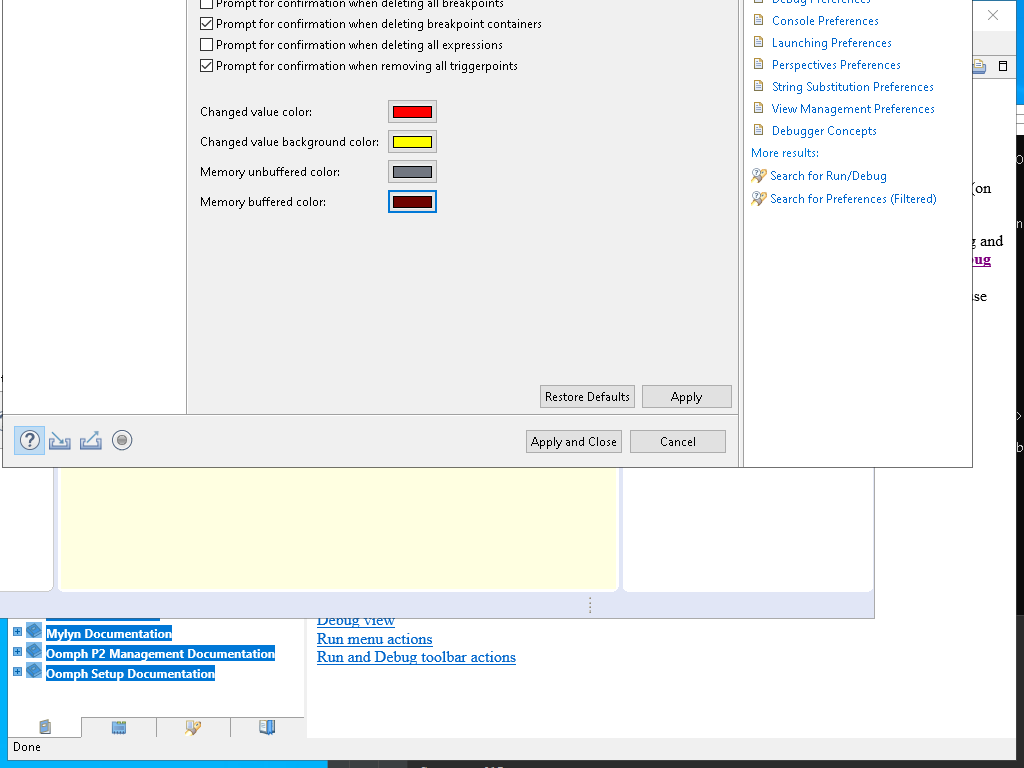 Prompt for confirmation when deleting all breakpoints
Prompt for confirmation when deleting breakpoint containers
Prompt for confirmation when deleting all expressions
Prompt for confirmation when removing all triggerpoints
Changed value color:
Changed value background color:
Memory unbuffered color:
Memory buffered color:
Restore Defaults
Apply
Apply and Close
Cancel
Debug Preferences
Console Preferences
Launching Preferences
Perspectives Preferences
String Substitution Preferences
View Management Preferences
Debugger Concepts
More results:
Search for Run/Debug
Search for Preferences (Filtered)
(on
and
Mylyn Documentation
Oomph P2 Management Documentation
Oomph Setup Documentation
Debug view
Run menu actions
Run and Debug toolbar actions
Done